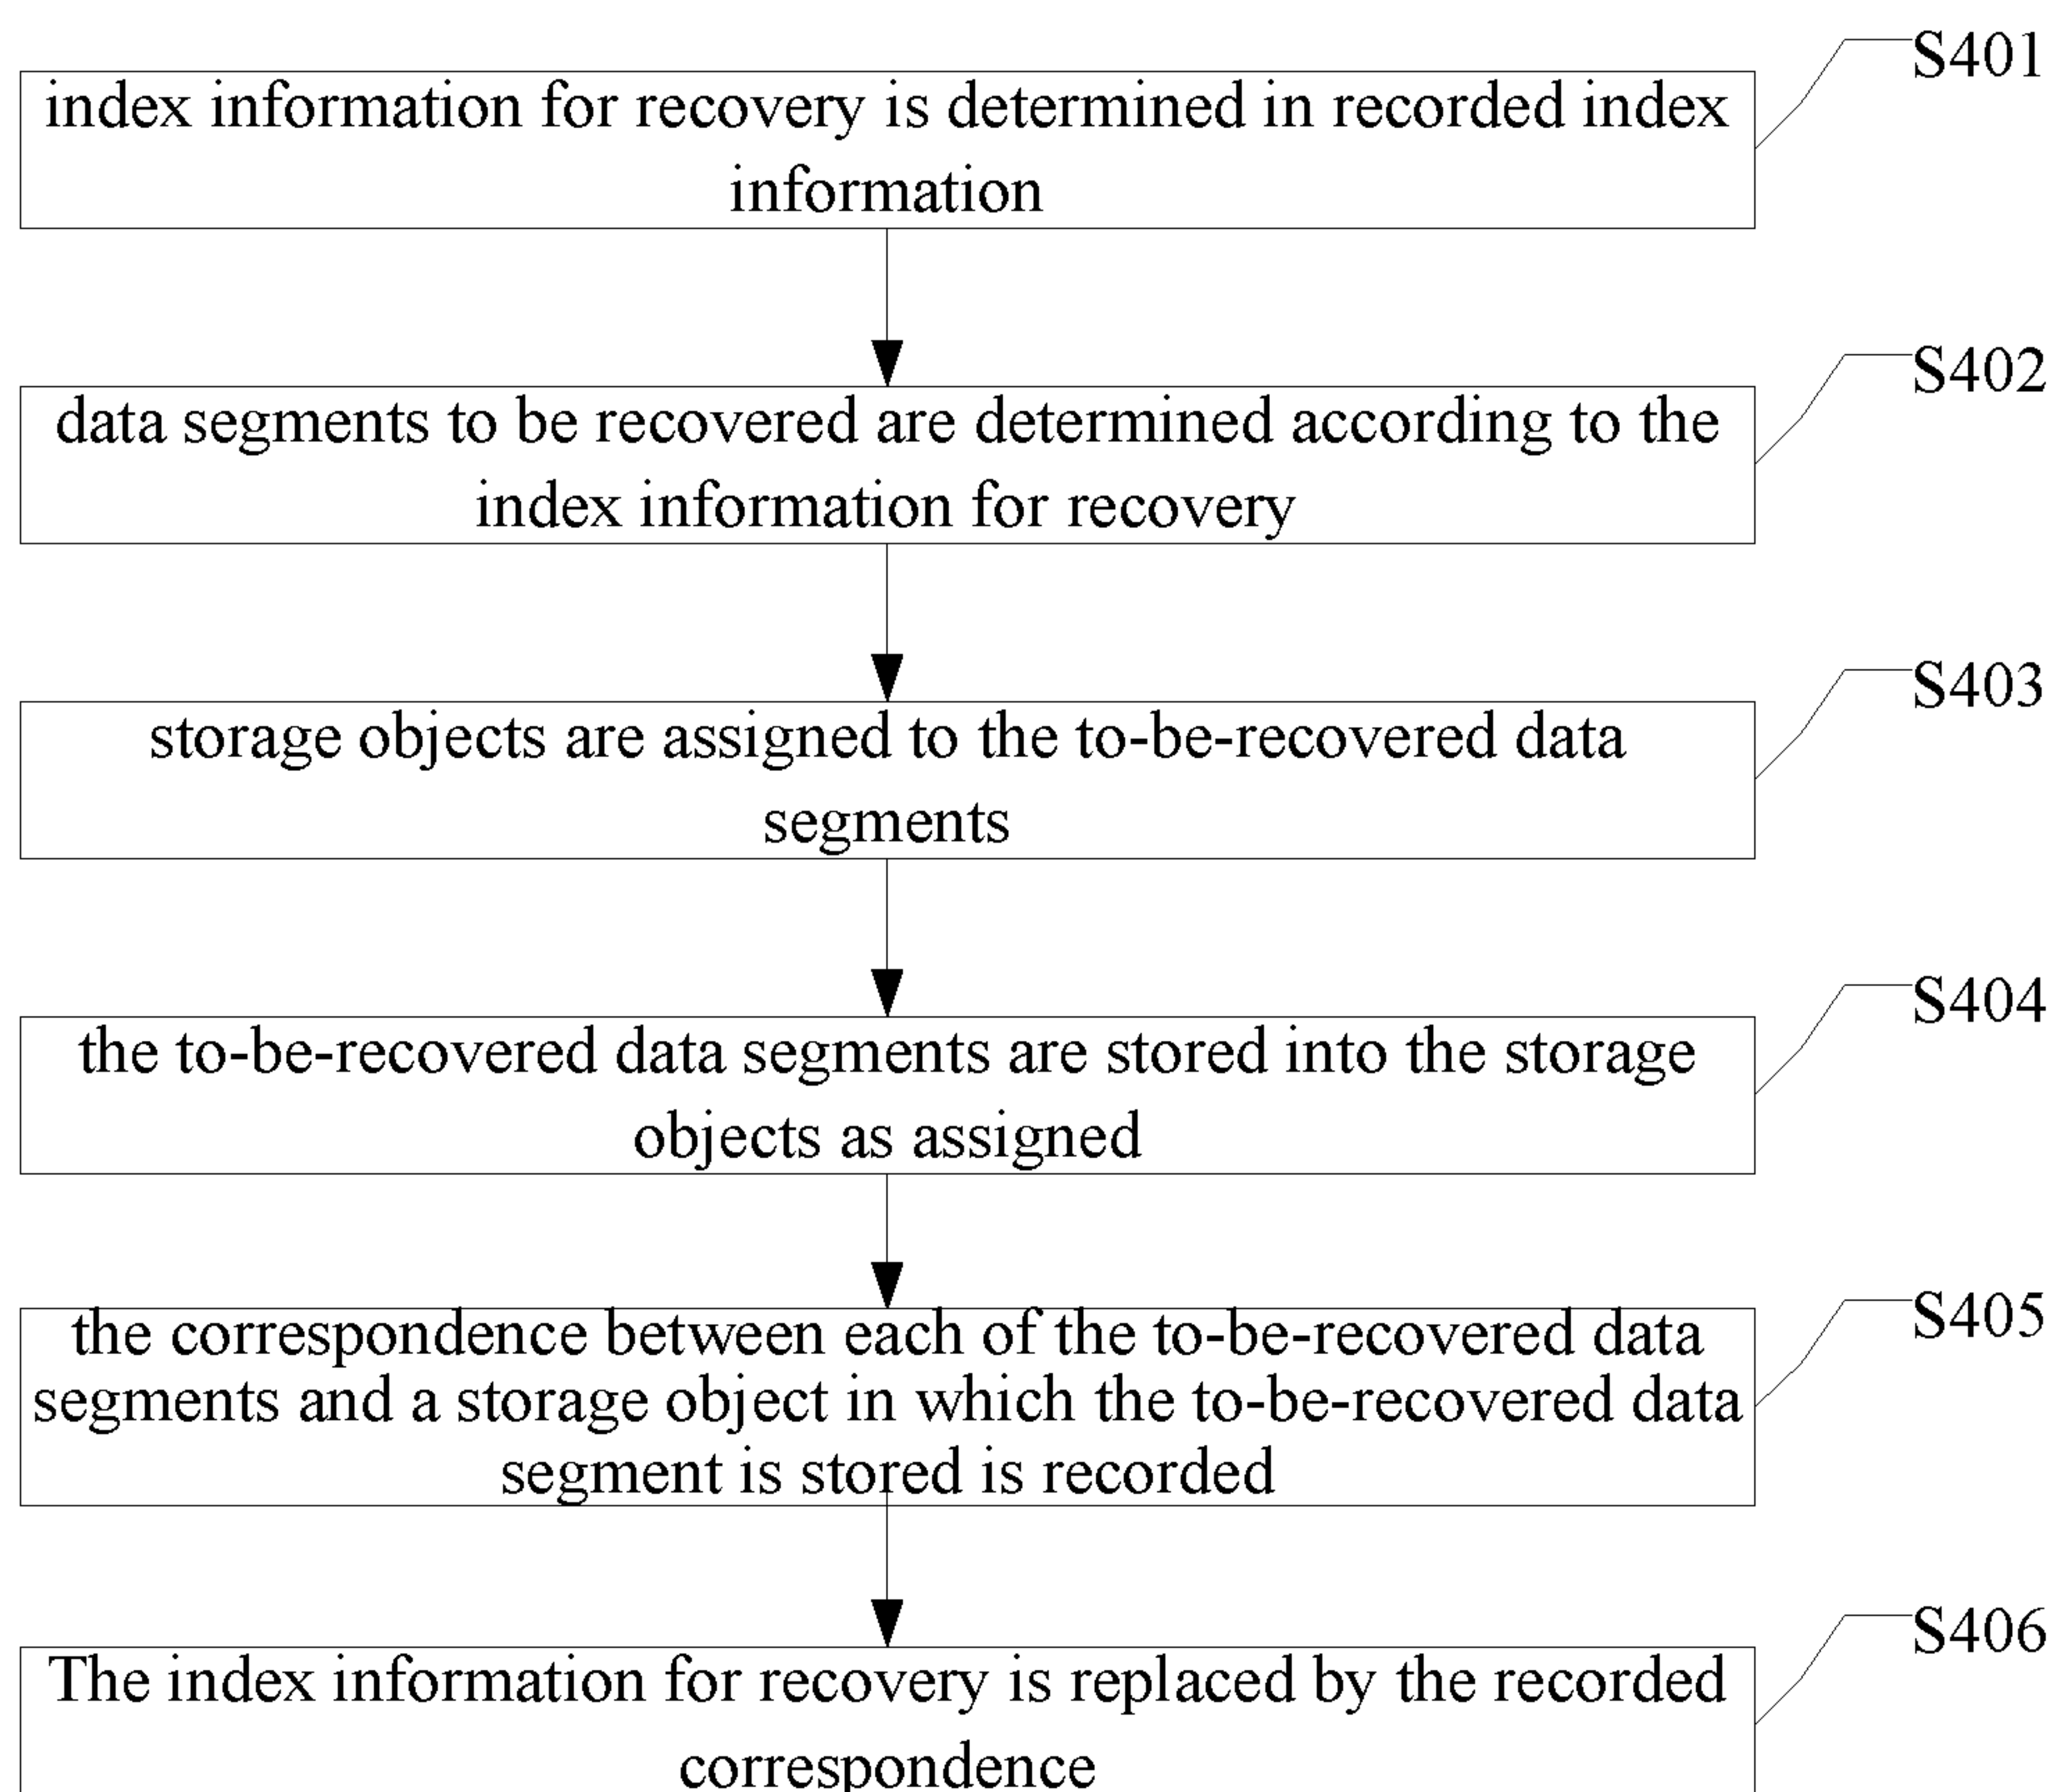 S401
index information for recovery is determined in recorded index
information
S402
data segments to be recovered are determined according to the
index information for recovery
S403
storage objects are assigned to the to-be-recovered data
segments
S404
the to-be-recovered data segments are stored into the storage
objects as assigned
S405
the correspondence between each of the to-be-recovered data
segments and a storage object in which the to-be-recovered data
segment is stored is recorded
S406
The index information for recovery is replaced by the recorded
correspondence